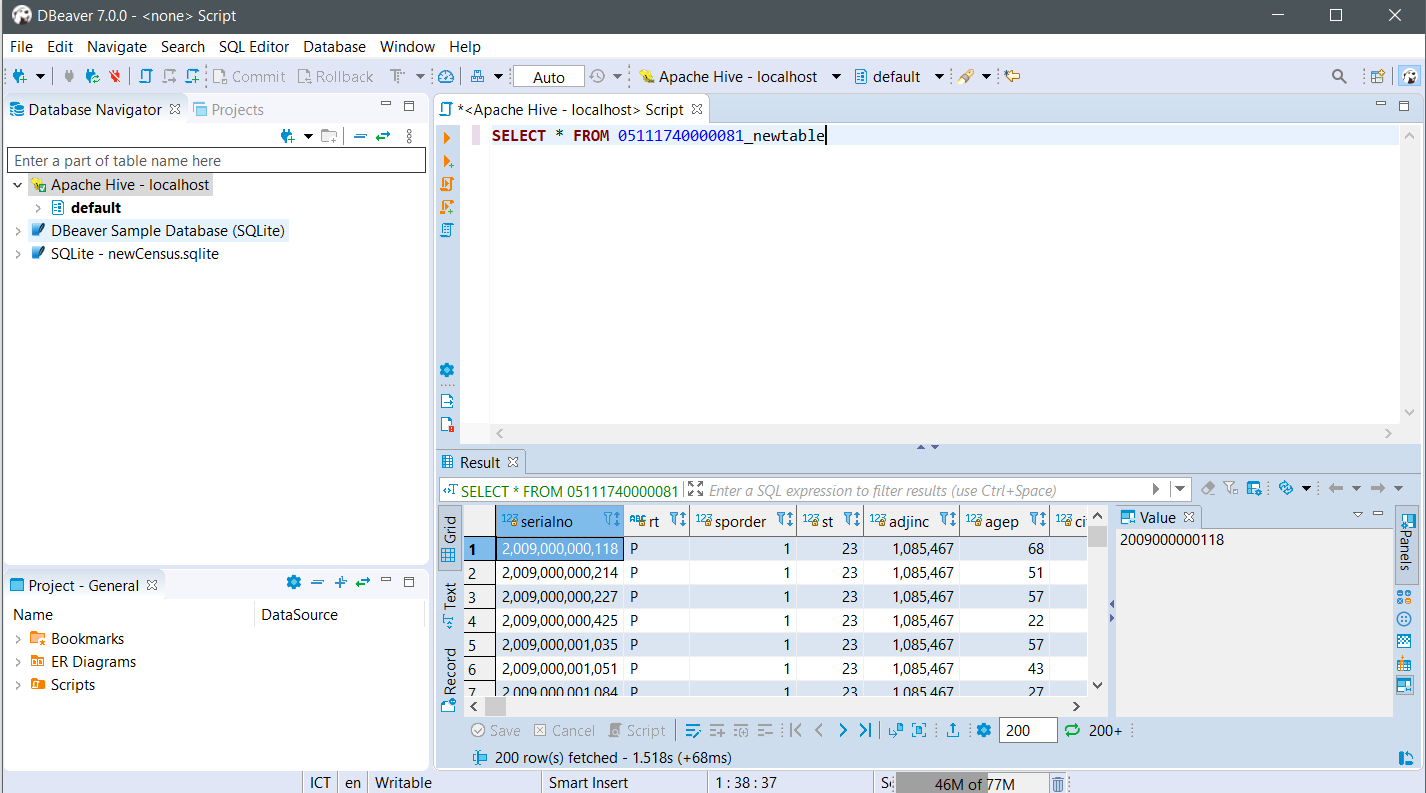 DBeaver 7.0.0 - <none> Script
File Edit Navigate Search SQL Editor Database Window Help
Commit Rollback Auto Apache Hive - localhost default
Database Navigator Projects
Enter a part of table name here
Apache Hive - localhost
default
DBeaver Sample Database (SQLite)
SQLite - newCensus.sqlite
Project - General
Name DataSource
Bookmarks
ER Diagrams
Scripts
*<Apache Hive - localhost> Script
SELECT * FROM 05111740000081_newtable
Result
SELECT * FROM 05111740000081 Enter a SQL expression to filter results (use Ctrl+Space)
Grid
Text
Record
123 serialno ABC rt 123 sporder 123 st 123 adjinc 123 agep 123 ci
1 2,009,000,000,118 P 1 23 1,085,467 68
2 2,009,000,000,214 P 1 23 1,085,467 51
3 2,009,000,000,227 P 1 23 1,085,467 57
4 2,009,000,000,425 P 1 23 1,085,467 22
5 2,009,000,001,035 P 1 23 1,085,467 57
6 2,009,000,001,051 P 1 23 1,085,467 43
7 2,009,000,001,084 P 1 23 1,085,467 27
Value
2009000000118
Panels
Save Cancel Script 200 200+
200 row(s) fetched - 1.518s (+68ms)
ICT en Writable Smart Insert 1 : 38 : 37 46M of 77M